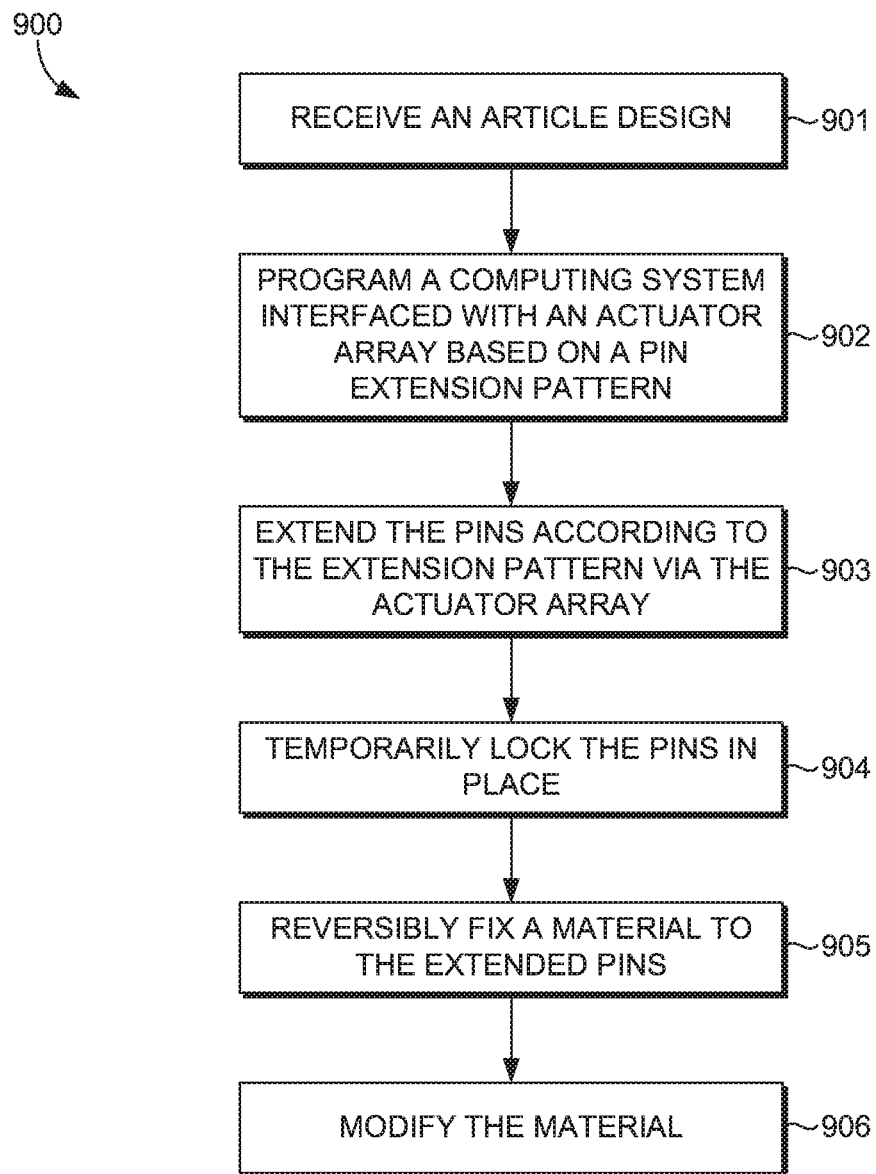 900
RECEIVE AN ARTICLE DESIGN
901
PROGRAM A COMPUTING SYSTEM
INTERFACED WITH AN ACTUATOR
ARRAY BASED ON A PIN
EXTENSION PATTERN
902
EXTEND THE PINS ACCORDING TO
THE EXTENSION PATTERN VIA THE
ACTUATOR ARRAY
903
TEMPORARILY LOCK THE PINS IN
PLACE
904
REVERSIBLY FIX A MATERIAL TO
THE EXTENDED PINS
905
MODIFY THE MATERIAL
906